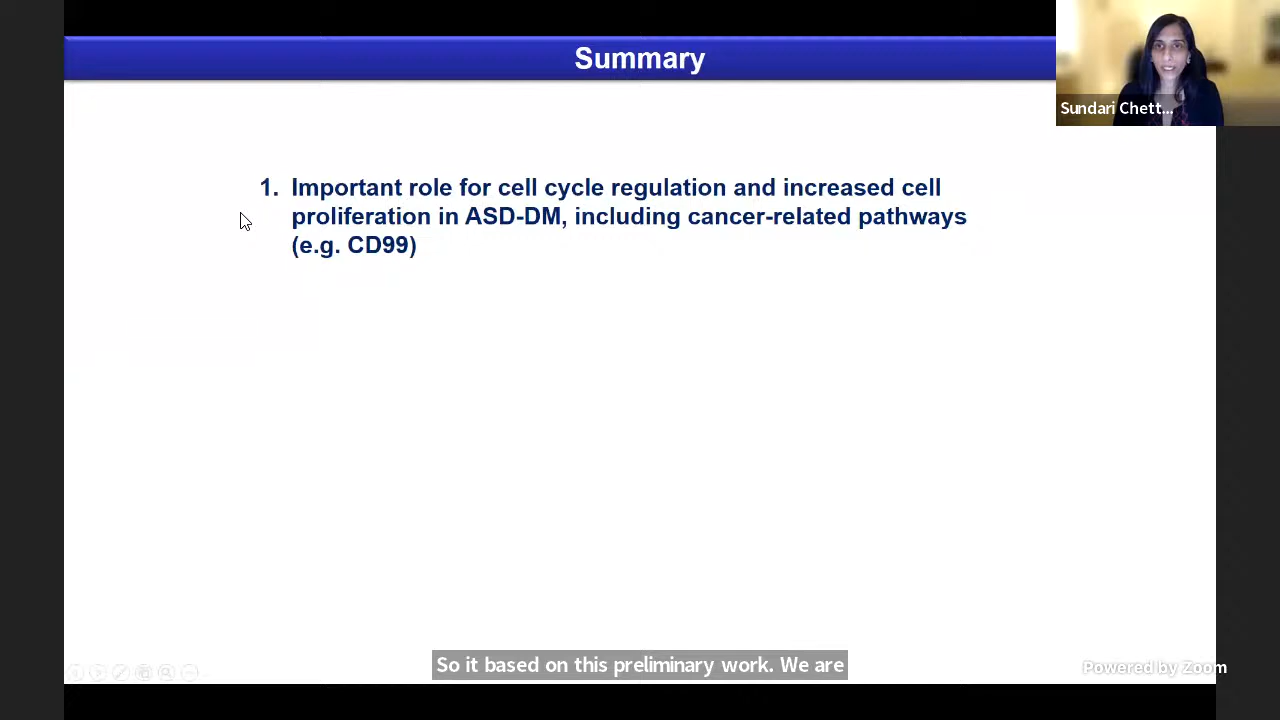 Summary
Sundari Chett...
1. Important role for cell cycle regulation and increased cell
proliferation in ASD-DM, including cancer-related pathways
(e.g. CD99)
So it based on this preliminary work. We are
Powered by Zoom